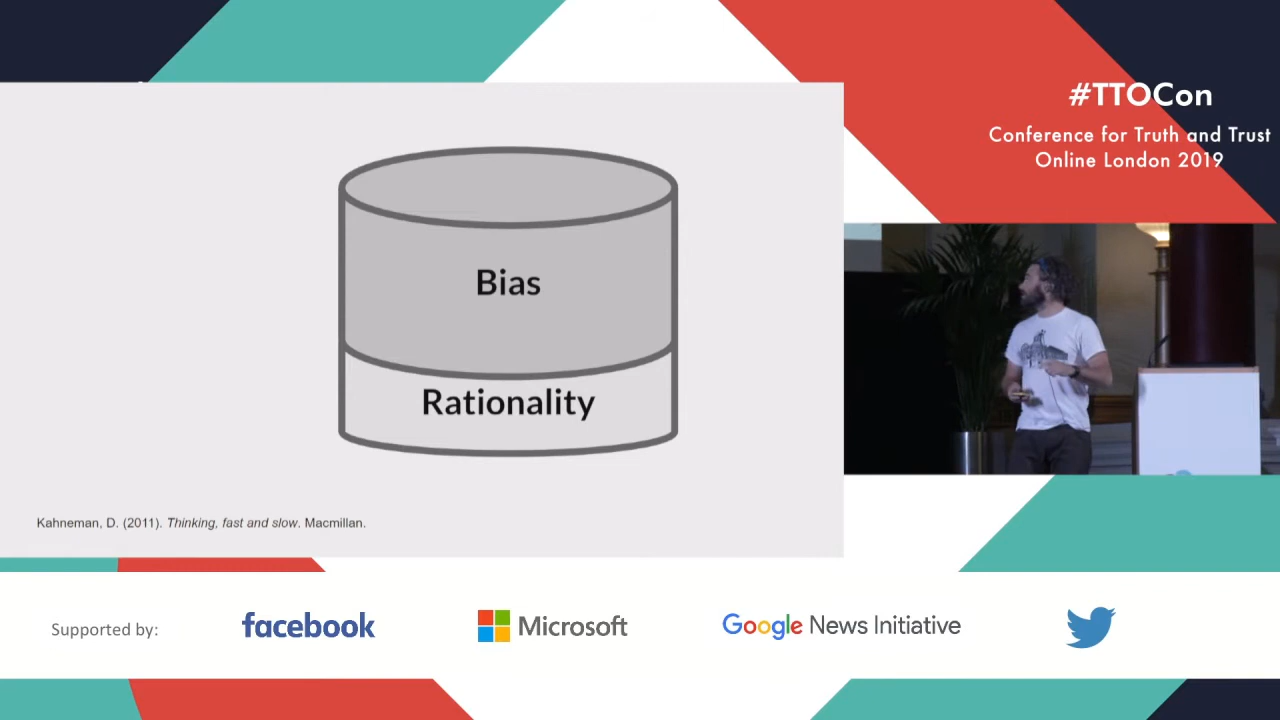 #TTOCon
Conference for Truth and Trust
Online London 2019
Bias
Rationality
Kahneman, D. (2011). Thinking, fast and slow. Macmillan.
Supported by:
facebook
Microsoft
Google News Initiative